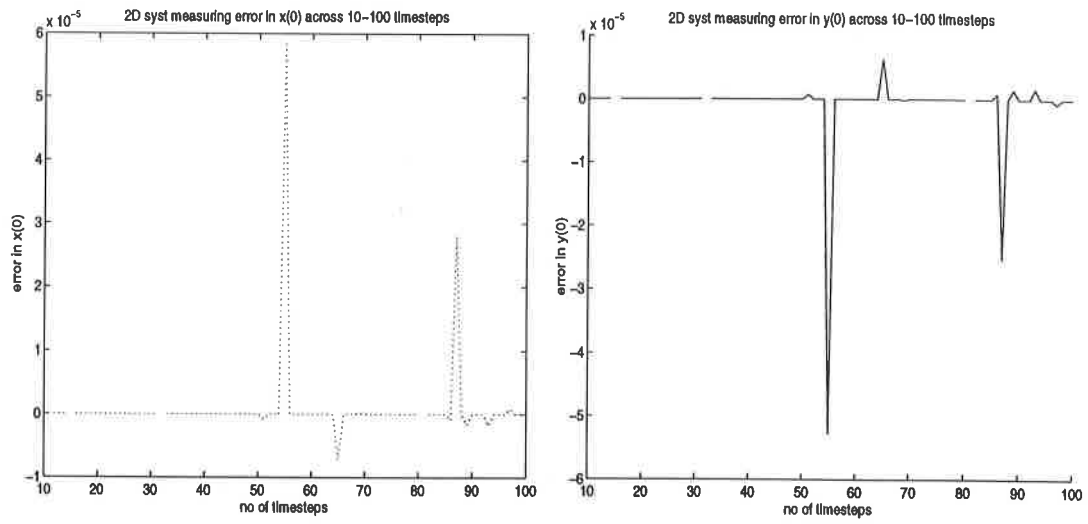 2D syst measuring error in x(0) across 10-100 timesteps
x 10⁻⁵
6
5
4
3
2
1
0
-1
error in x(0)
10 20 30 40 50 60 70 80 90 100
no of timesteps
2D syst measuring error in y(0) across 10-100 timesteps
x 10⁻⁵
1
0
-1
-2
-3
-4
-5
-6
error in y(0)
10 20 30 40 50 60 70 80 90 100
no of timesteps